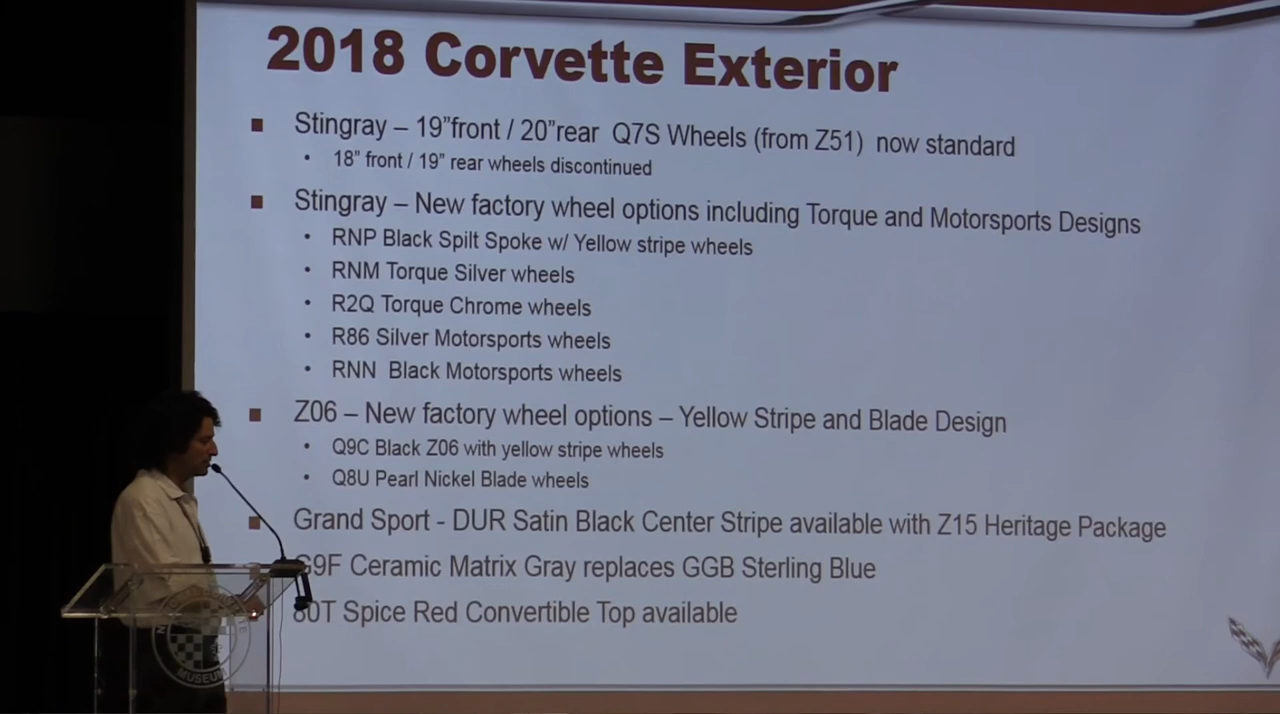 2018 Corvette Exterior
Stingray – 19”front / 20”rear Q7S Wheels (from Z51) now standard
18” front / 19” rear wheels discontinued
Stingray – New factory wheel options including Torque and Motorsports Designs
RNP Black Spilt Spoke w/ Yellow stripe wheels
RNM Torque Silver wheels
R2Q Torque Chrome wheels
R86 Silver Motorsports wheels
RNN Black Motorsports wheels
Z06 – New factory wheel options – Yellow Stripe and Blade Design
Q9C Black Z06 with yellow stripe wheels
Q8U Pearl Nickel Blade wheels
Grand Sport - DUR Satin Black Center Stripe available with Z15 Heritage Package
G9F Ceramic Matrix Gray replaces GGB Sterling Blue
80T Spice Red Convertible Top available
MUSEUM